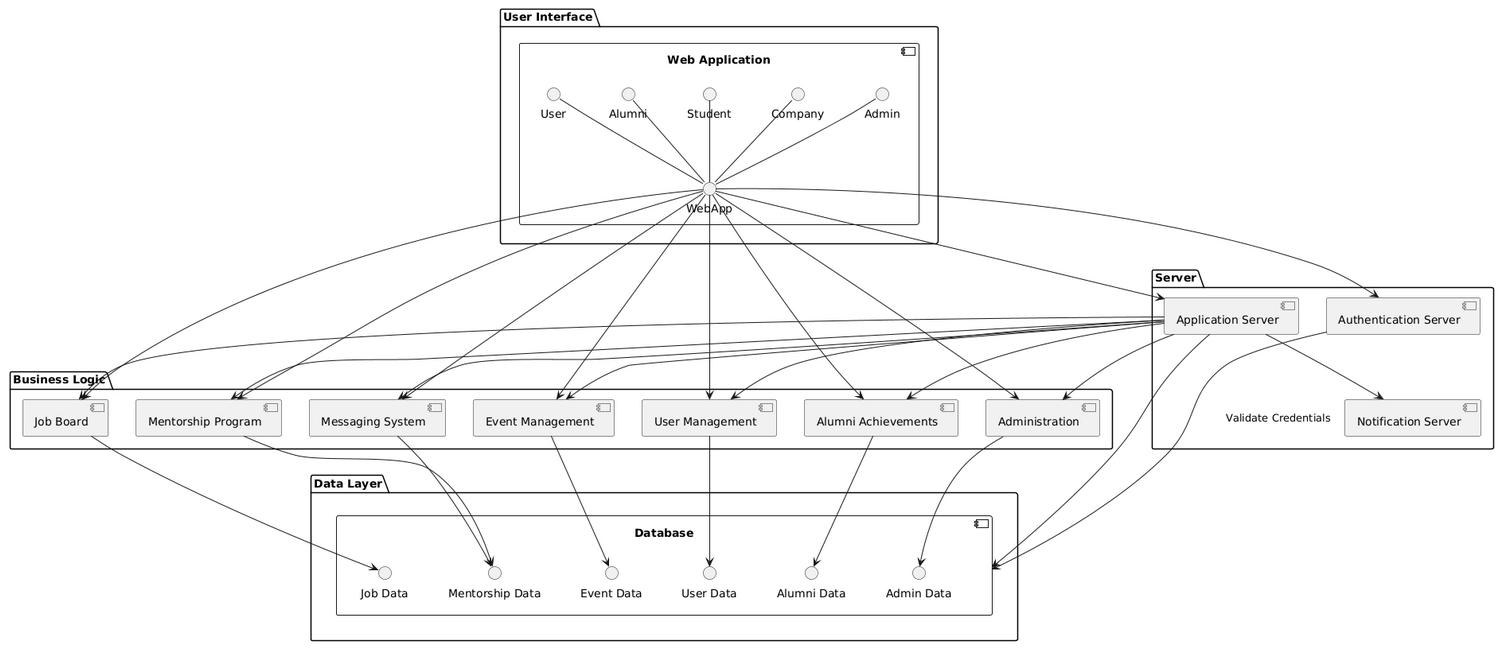 User Interface
Web Application
User
Alumni
Student
Company
Admin
WebApp
Server
Application Server
Authentication Server
Business Logic
Job Board
Mentorship Program
Messaging System
Event Management
User Management
Alumni Achievements
Administration
Validate Credentials
Notification Server
Data Layer
Database
Job Data
Mentorship Data
Event Data
User Data
Alumni Data
Admin Data